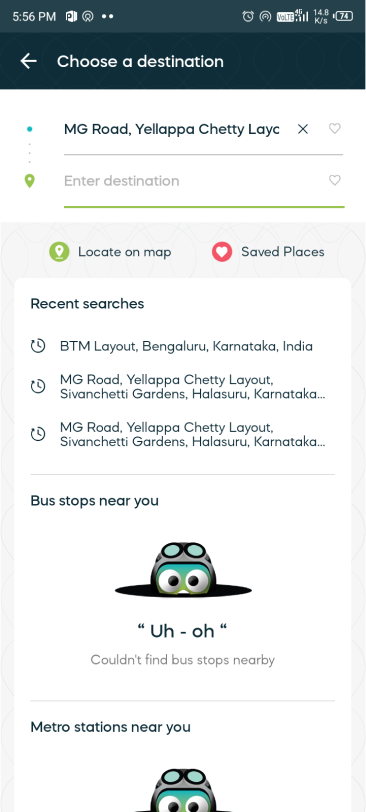 5:56 PM VoLTE 4G 14.8 K/s 74
Choose a destination
MG Road, Yellappa Chetty Layc
Enter destination
Locate on map Saved Places
Recent searches
BTM Layout, Bengaluru, Karnataka, India
MG Road, Yellappa Chetty Layout,
Sivanchetti Gardens, Halasuru, Karnataka...
MG Road, Yellappa Chetty Layout,
Sivanchetti Gardens, Halasuru, Karnataka...
Bus stops near you
“ Uh - oh “
Couldn't find bus stops nearby
Metro stations near you